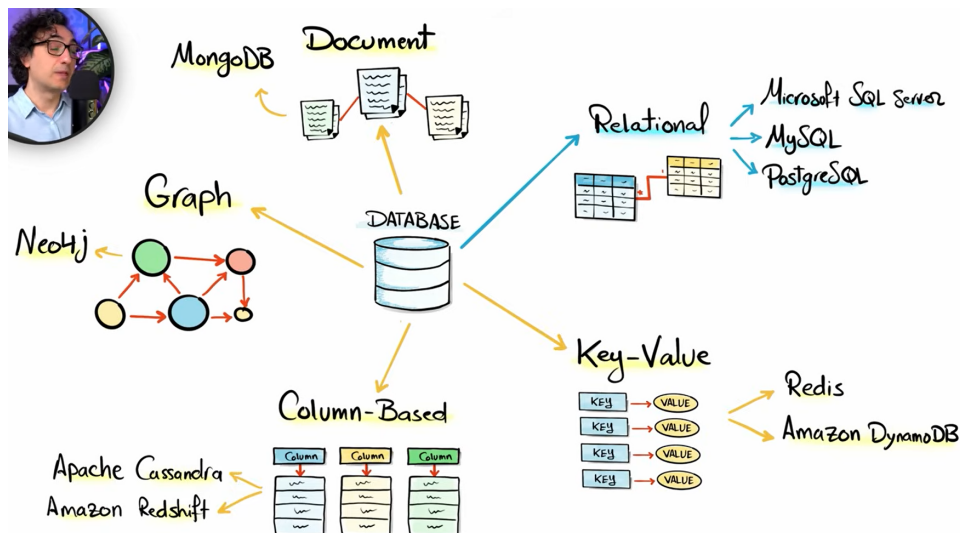 Document
MongoDB
Relational
Microsoft SQL Server
MySQL
PostgreSQL
Graph
DATABASE
Neo4j
Key-Value
KEY VALUE
KEY VALUE
KEY VALUE
KEY VALUE
Redis
Amazon DynamoDB
Column-Based
Column Column Column
Apache Cassandra
Amazon Redshift